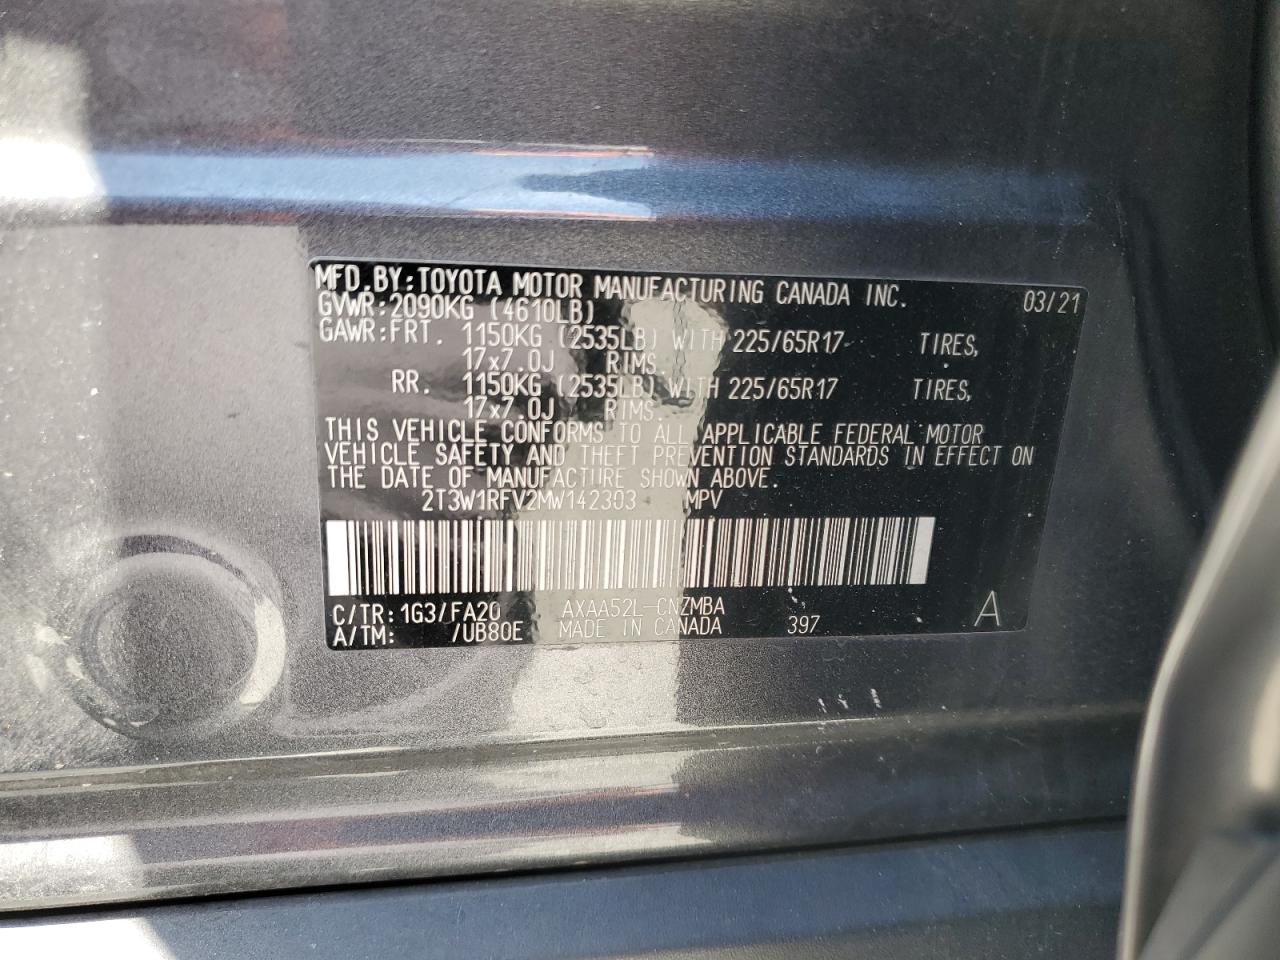 MFD.BY:TOYOTA MOTOR MANUFACTURING CANADA INC. 03/21
GVWR:2090KG (4610LB)
GAWR:FRT. 1150KG (2535LB) WITH 225/65R17 TIRES,
17x7.0J RIMS.
RR. 1150KG (2535LB) WITH 225/65R17 TIRES,
17x7.0J RIMS.
THIS VEHICLE CONFORMS TO ALL APPLICABLE FEDERAL MOTOR
VEHICLE SAFETY AND THEFT PREVENTION STANDARDS IN EFFECT ON
THE DATE OF MANUFACTURE SHOWN ABOVE.
2T3W1RFV2MW142303 MPV
C/TR:1G3/FA20 AXAA52L-CNZMBA
A/TM: /UB80E MADE IN CANADA 397 A